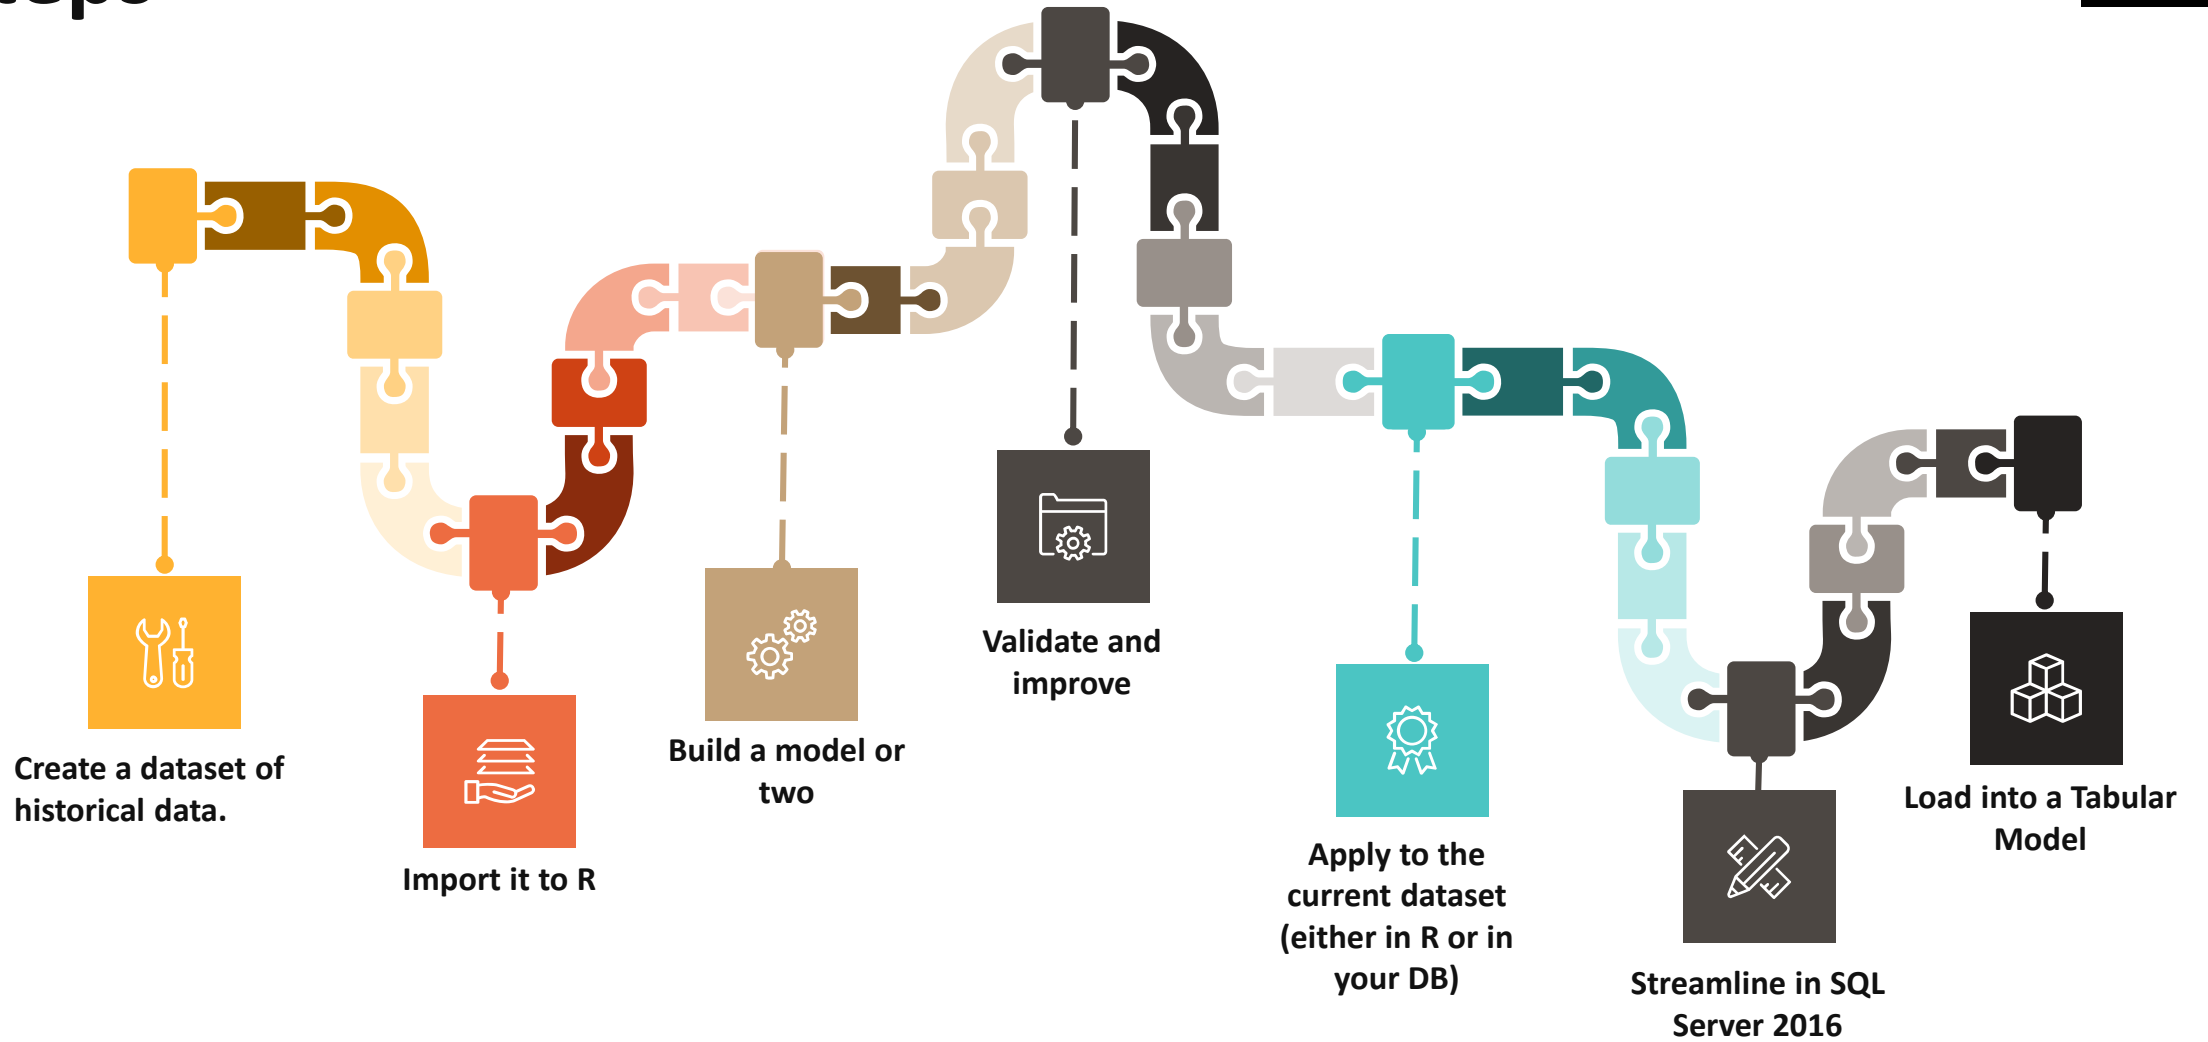 Create a dataset of
historical data.
Import it to R
Build a model or
two
Validate and
improve
Apply to the
current dataset
(either in R or in
your DB)
Streamline in SQL
Server 2016
Load into a Tabular
Model